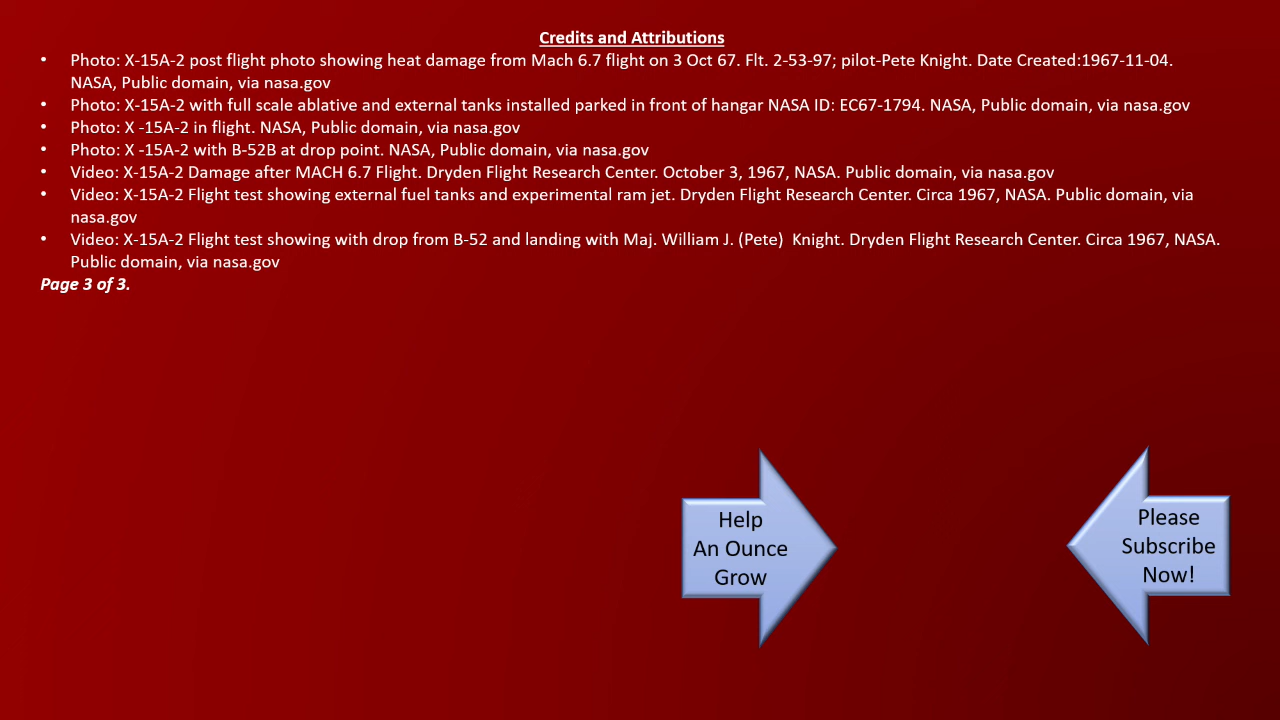 Credits and Attributions
• Photo: X-15A-2 post flight photo showing heat damage from Mach 6.7 flight on 3 Oct 67. Flt. 2-53-97; pilot-Pete Knight. Date Created:1967-11-04.
NASA, Public domain, via nasa.gov
• Photo: X-15A-2 with full scale ablative and external tanks installed parked in front of hangar NASA ID: EC67-1794. NASA, Public domain, via nasa.gov
• Photo: X -15A-2 in flight. NASA, Public domain, via nasa.gov
• Photo: X -15A-2 with B-52B at drop point. NASA, Public domain, via nasa.gov
• Video: X-15A-2 Damage after MACH 6.7 Flight. Dryden Flight Research Center. October 3, 1967, NASA. Public domain, via nasa.gov
• Video: X-15A-2 Flight test showing external fuel tanks and experimental ram jet. Dryden Flight Research Center. Circa 1967, NASA. Public domain, via
nasa.gov
• Video: X-15A-2 Flight test showing with drop from B-52 and landing with Maj. William J. (Pete)  Knight. Dryden Flight Research Center. Circa 1967, NASA.
Public domain, via nasa.gov
Page 3 of 3.
Help
An Ounce
Grow
Please
Subscribe
Now!